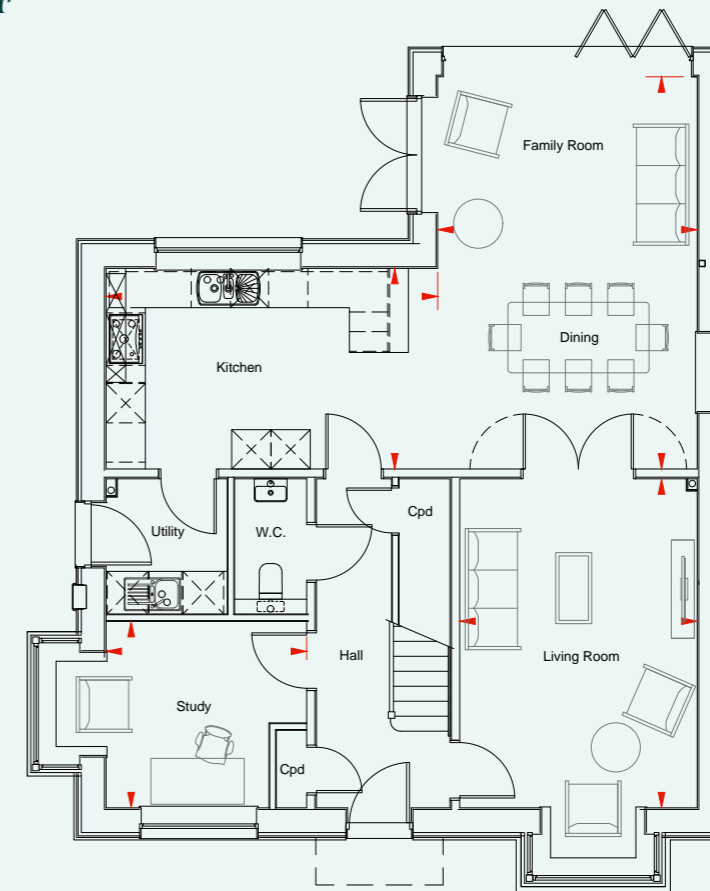 Family Room
Dining
Kitchen
Cpd
Utility
W.C.
Hall
Living Room
Study
Cpd